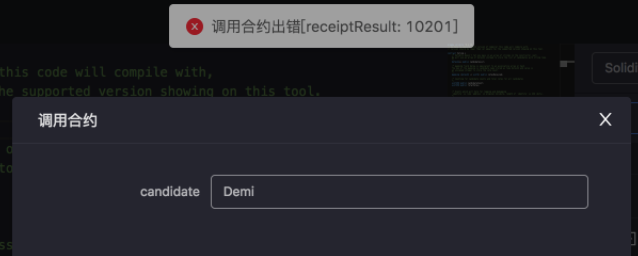 调用合约出错[receiptResult: 10201]
this code will compile with,
he supported version showing on this tool.
Solidi
调用合约
candidate
Demi